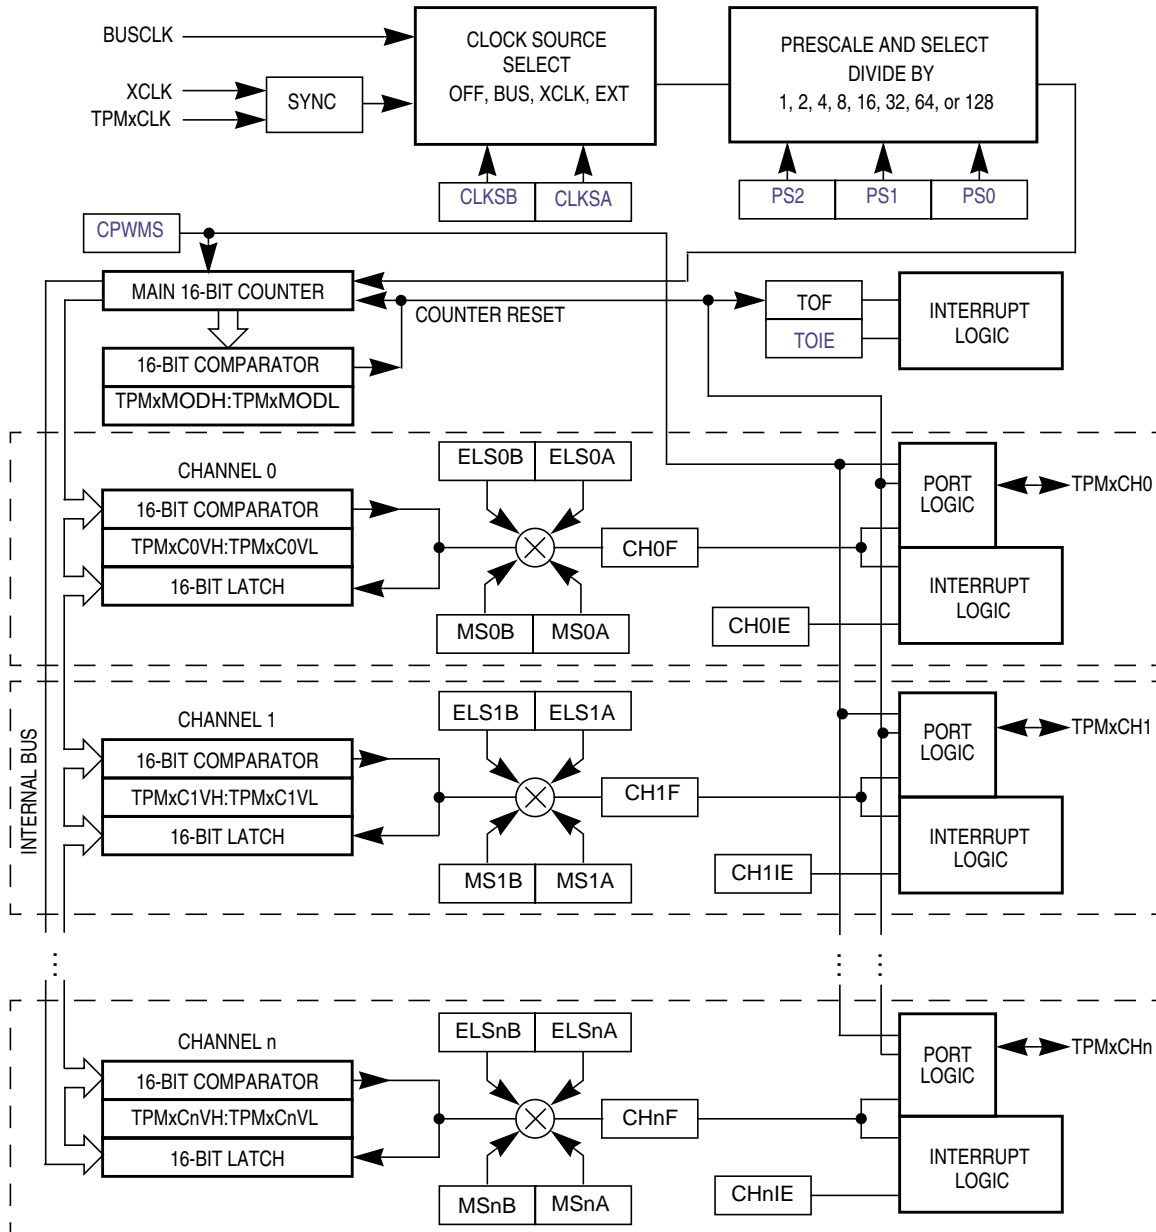 BUSCLK
XCLK
TPMxCLK
SYNC
CLOCK SOURCE
SELECT
OFF, BUS, XCLK, EXT
PRESCALE AND SELECT
DIVIDE BY
1, 2, 4, 8, 16, 32, 64, or 128
CLKSB
CLKSA
PS2
PS1
PS0
CPWMS
MAIN 16-BIT COUNTER
COUNTER RESET
TOF
TOIE
INTERRUPT
LOGIC
16-BIT COMPARATOR
TPMxMODH:TPMxMODL
CHANNEL 0
16-BIT COMPARATOR
TPMxC0VH:TPMxC0VL
16-BIT LATCH
ELS0B
ELS0A
MS0B
MS0A
CH0F
CH0IE
PORT
LOGIC
INTERRUPT
LOGIC
TPMxCH0
INTERNAL BUS
CHANNEL 1
16-BIT COMPARATOR
TPMxC1VH:TPMxC1VL
16-BIT LATCH
ELS1B
ELS1A
MS1B
MS1A
CH1F
CH1IE
PORT
LOGIC
INTERRUPT
LOGIC
TPMxCH1
...
... ...
CHANNEL n
16-BIT COMPARATOR
TPMxCnVH:TPMxCnVL
16-BIT LATCH
ELSnB
ELSnA
MSnB
MSnA
CHnF
CHnIE
PORT
LOGIC
INTERRUPT
LOGIC
TPMxCHn